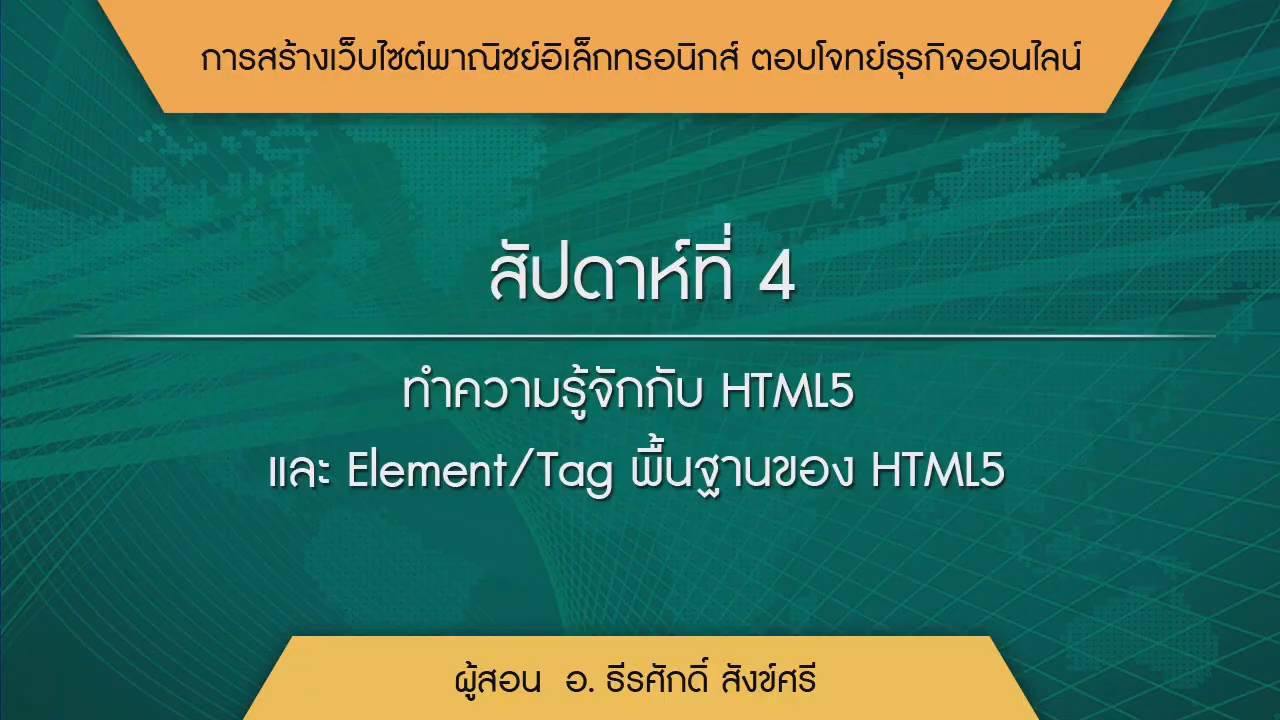 การสร้างเว็บไซต์พาณิชย์อิเล็กทรอนิกส์ ตอบโจทย์ธุรกิจออนไลน์
สัปดาห์ที่ 4
ทำความรู้จักกับ HTML5
และ Element/Tag พื้นฐานของ HTML5
ผู้สอน อ. ธีรศักดิ์ สังข์ศรี